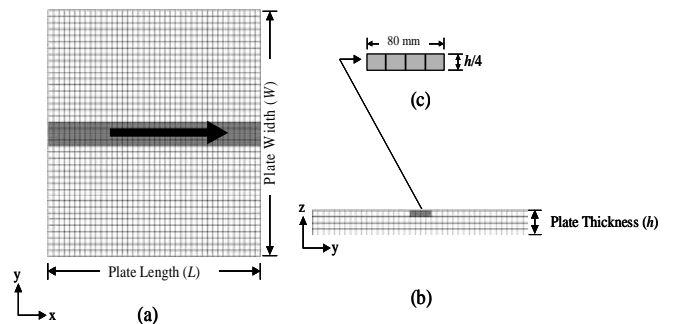 80 mm
h/4
(c)
Plate Width (W)
z
Plate Thickness (h)
y
Plate Length (L)
y
x
(a)
(b)